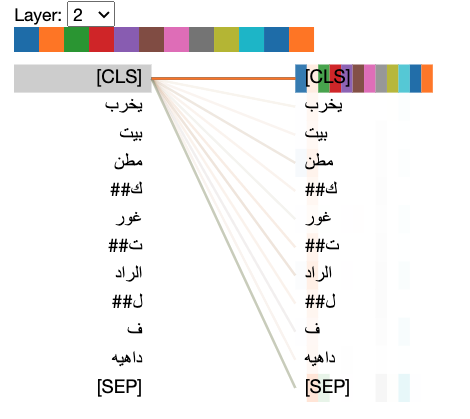 Layer: 2
[CLS] [CLS]
يخرب يخرب
بيت بيت
مطن مطن
##ك ##ك
غور غور
##ت ##ت
الراد الراد
##ل ##ل
ف ف
داهيه داهيه
[SEP] [SEP]